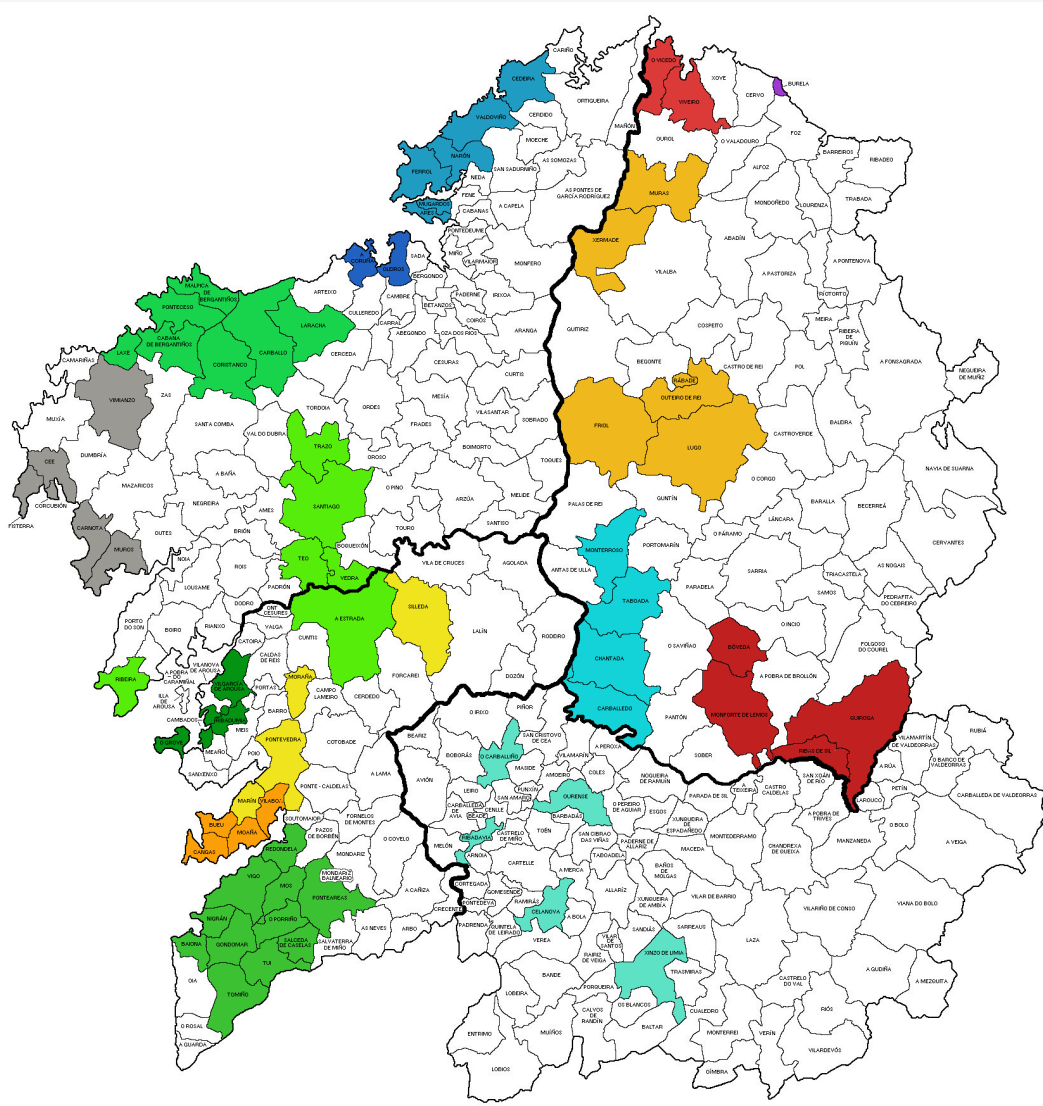 CARIÑO
CEDEIRA
ORTIGUEIRA
CERDIDO
VALDOVIÑO
MAÑÓN
MOECHE
NARÓN
AS SOMOZAS
FERROL
SAN SADURNIÑO
NEDA
FENE
AS PONTES DE
GARCÍA RODRÍGUEZ
MUGARDOS
ARES
CABANAS
A CAPELA
PONTEDEUME
MIÑO
VILARMAIOR
MONFERO
O VICEDO
VIVEIRO
XOVE
CERVO
BURELA
OUROL
O VALADOURO
FOZ
BARREIROS
RIBADEO
ALFOZ
MURAS
MONDOÑEDO
LOURENZA
TRABADA
XERMADE
ABADÍN
VILALBA
A PASTORIZA
A PONTENOVA
RIOTORTO
A
CORUÑA
OLEIROS
SADA
BERGONDO
ARTEIXO
CAMBRE
PADERNE
IRIXOA
BETANZOS
CULLEREDO
CARRAL
COIRÓS
ABEGONDO
OZA DOS RIOS
ARANGA
MALPICA
DE
BERGANTIÑOS
PONTECESO
LARACHA
CABANA
DE BERGANTIÑOS
LAXE
CARBALLO
CORISTANCO
CERCEDA
CESURAS
CURTIS
CAMARIÑAS
VIMIANZO
ZAS
TORDOIA
ORDES
MESÍA
VILASANTAR
SOBRADO
MUXÍA
SANTA COMBA
VAL DO DUBRA
FRADES
BOIMORTO
TRAZO
OROSO
TOQUES
CEE
DUMBRÍA
MAZARICOS
A BAÑA
O PINO
CORCUBIÓN
NEGREIRA
ARZÚA
MELIDE
FISTERRA
CARNOTA
AMES
SANTIAGO
SANTISO
TOURO
OUTES
BRIÓN
MUROS
BOQUEIXÓN
NOIA
ROIS
TEO
VEDRA
LOUSAME
PADRÓN
DODRO
PORTO
DO SON
BOIRO
RIANXO
RIBEIRA
A POBRA
DO
CARAMIÑAL
GUITIRIZ
COSPEITO
MEIRA
RIBEIRA
DE
PIQUÍN
BEGONTE
CASTRO DE REI
POL
A FONSAGRADA
NEGUEIRA
DE MUÑIZ
RÁBADE
OUTEIRO DE REI
FRIOL
LUGO
CASTROVERDE
BALEIRA
NAVIA DE SUARNA
O CORGO
PALAS DE REI
GUNTÍN
BARALLA
BECERREÁ
LÁNCARA
MONTERROSO
PORTOMARÍN
O PÁRAMO
CERVANTES
ANTAS DE ULLA
SARRIA
TRIACASTELA
AS NOGAIS
PARADELA
SAMOS
PEDRAFITA
DO CEBREIRO
TABOADA
O INCIO
CHANTADA
O SAVIÑAO
BÓVEDA
FOLGOSO
DO COUREL
A POBRA DE BROLLÓN
CARBALLEDO
PANTÓN
MONFORTE DE LEMOS
QUIROGA
SOBER
RIBAS DE SIL
VILA DE CRUCES
AGOLADA
ONT
CESURES
VALGA
A ESTRADA
SILLEDA
LALÍN
RODEIRO
CUNTIS
CATOIRA
CALDAS
DE REIS
VILANOVA
DE AROUSA
VILGARCÍA
DE AROUSA
MORAÑA
FORCAREI
DOZÓN
ILLA
DE
AROUSA
PORTAS
CAMPO
LAMEIRO
CERDEDO
CAMBADOS
RIBADUMIA
BARRO
MEIS
O GROVE
MEAÑO
POIO
PONTEVEDRA
COTOBADE
SANXENXO
A LAMA
MARÍN
VILABOA
PONTE - CALDELAS
BUEU
MOAÑA
SOUTOMAIOR
FORNELOS
DE MONTES
CANGAS
PAZOS
DE BORBÉN
REDONDELA
O COVELO
MONDARIZ
VIGO
MOS
MONDARIZ
BALNEARIO
PONTEAREAS
A CAÑIZA
NIGRÁN
O PORRIÑO
CRECENTE
BAIONA
GONDOMAR
SALCEDA
DE CASELAS
SALVATERRA
DE MIÑO
AS NEVES
ARBO
OIA
TUI
TOMIÑO
O ROSAL
A GUARDA
O IRIXO
PIÑOR
BEARIZ
SAN CRISTOVO
DE CEA
BOBORÁS
O CARBALLIÑO
VILAMARÍN
A PEROXA
AVIÓN
MASIDE
AMOEIRO
COLES
NOGUEIRA
DE RAMUÍN
LEIRO
PUNXÍN
SAN AMARO
OURENSE
PARADA DE SIL
A
TEIXEIRA
CASTRO
CALDELAS
SAN XOÁN
DE RÍO
LAROUCO
PETÍN
A RÚA
VILAMARTÍN
DE VALDEORRAS
RUBIÁ
O BARCO DE
VALDEORRAS
CARBALLEDA DE VALDEORRAS
CARBALLEDA
DE
AVIA
CENLLE
BEADE
BARBADÁS
O PEREIRO
DE AGUIAR
ESGOS
XUNQUEIRA
DE
ESPADAÑEDO
A POBRA DE
TRIVES
O BOLO
RIBADAVIA
CASTRELO
DE MIÑO
TOÉN
SAN CIBRAO
DAS VIÑAS
PADERNE DE
ALLARIZ
MONTEDERRAMO
MANZANEDA
A VEIGA
MELÓN
ARNOIA
CARTELLE
TABOADELA
MACEDA
CHANDREXA
DE QUEIXA
BAÑOS
DE
MOLGAS
CORTEGADA
GOMESENDE
A MERCA
ALLARIZ
PONTEDEVA
RAMIRÁS
CELANOVA
XUNQUEIRA
DE AMBÍA
VILAR DE BARRIO
VILARIÑO DE CONSO
VIANA DO BOLO
PADRENDA
QUINTELA
DE LEIRADO
A BOLA
SANDIÁS
SARREAUS
VEREA
VILAR
DE
SANTOS
LAZA
XINZO DE LIMIA
RAIRIZ
DE VEIGA
TRASMIRAS
A GUDIÑA
A MEZQUITA
BANDE
PORQUEIRA
CASTRELO
DO VAL
LOBEIRA
OS BLANCOS
CUALEDRO
RIÓS
CALVOS
DE
RANDÍN
ENTRIMO
MUIÑOS
BALTAR
MONTERREI
VERÍN
VILARDEVÓS
LOBIOS
OÍMBRA